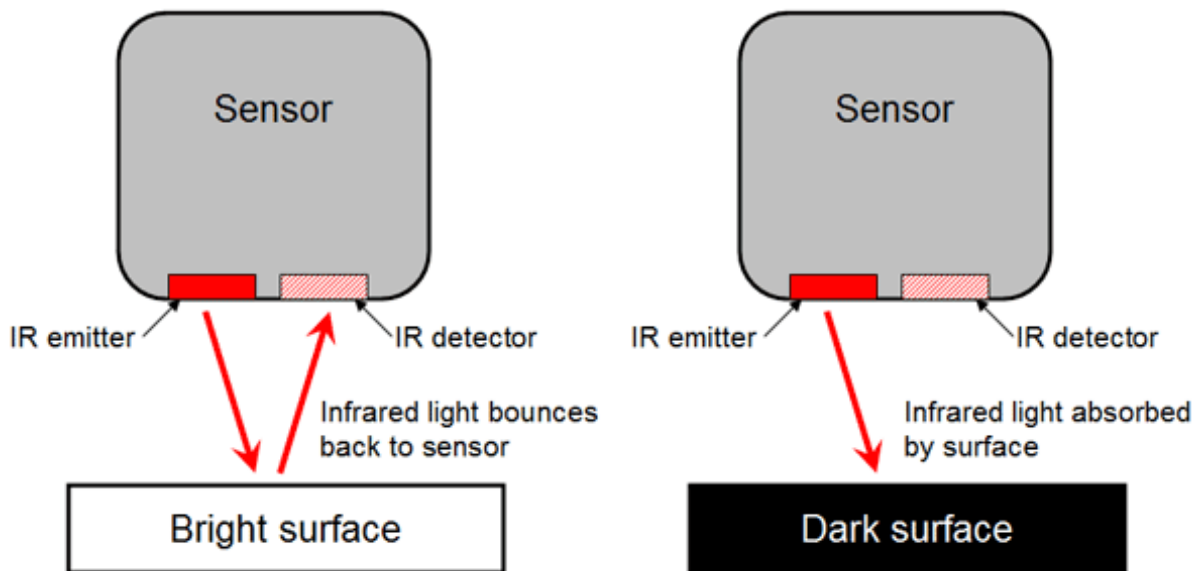 Sensor
IR emitter
IR detector
Infrared light bounces
back to sensor
Bright surface
Sensor
IR emitter
IR detector
Infrared light absorbed
by surface
Dark surface